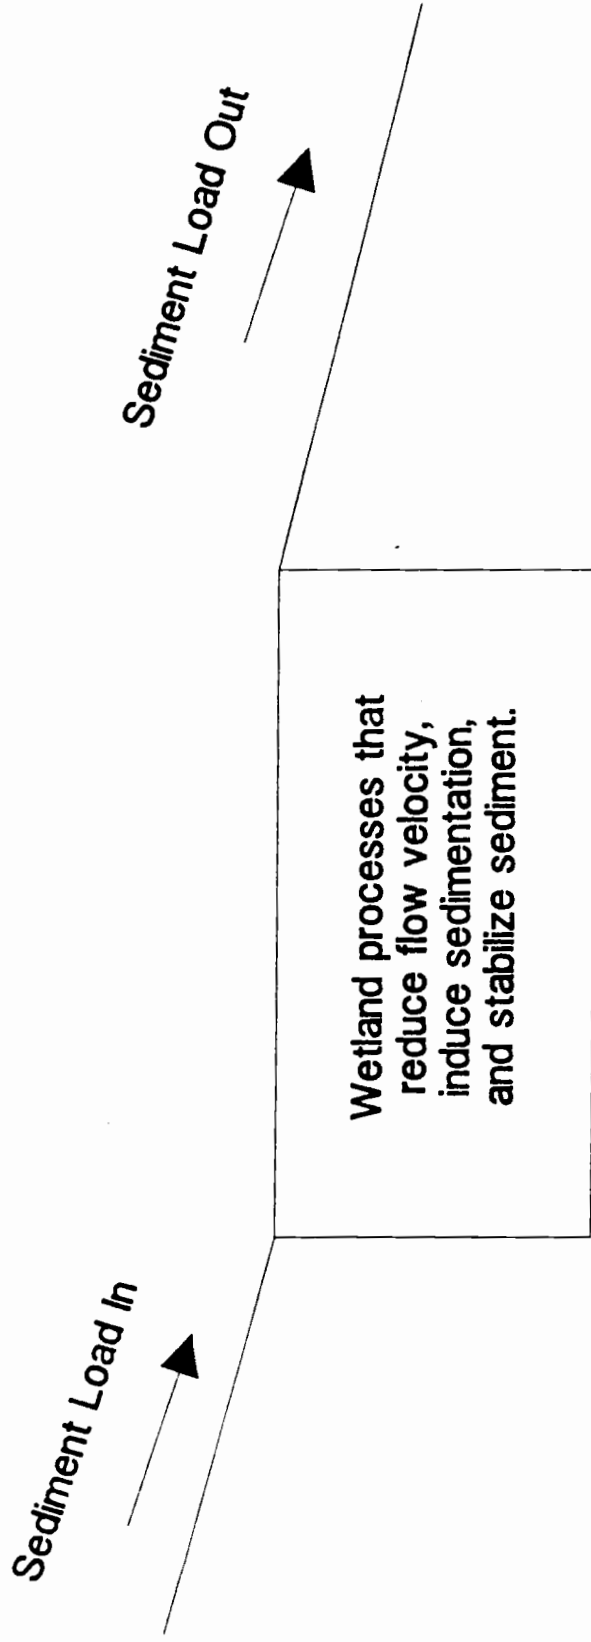 Sediment Load In
Wetland processes that
reduce flow velocity,
induce sedimentation,
and stabilize sediment.
Sediment Load Out